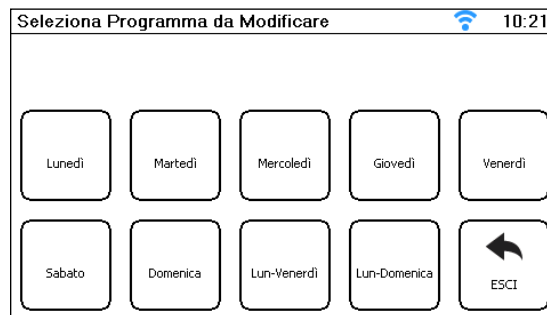 Seleziona Programma da Modificare 10:21
Lunedì Martedì Mercoledì Giovedì Venerdì
Sabato Domenica Lun-Venerdì Lun-Domenica ESCI